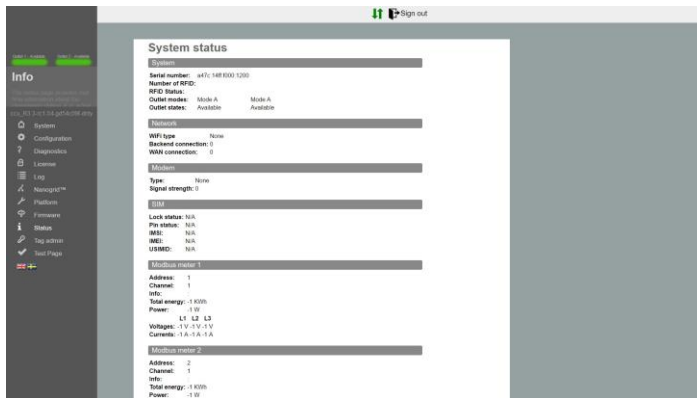 Sign out
Info
System
Configuration
Diagnostics
License
Log
Nanogrid™
Platform
Firmware
Status
Tag admin
Test Page
System status
System
Serial number:
Number of RFID:
RFID Status:
Outlet modes: Mode A Mode A
Outlet states: Available Available
Network
WiFi type None
Backend connection: 0
WAN connection: 0
Modem
Type: None
Signal strength: 0
SIM
Lock status: N/A
Pin status: N/A
IMSI: N/A
IMEI: N/A
USIMID: N/A
Modbus meter 1
Address: 1
Channel: 1
Info:
Total energy: -1 KWh
Power: -1 W
L1 L2 L3
Voltages: -1 V -1 V -1 V
Currents: -1 A -1 A -1 A
Modbus meter 2
Address: 2
Channel: 1
Info:
Total energy: -1 KWh
Power: -1 W